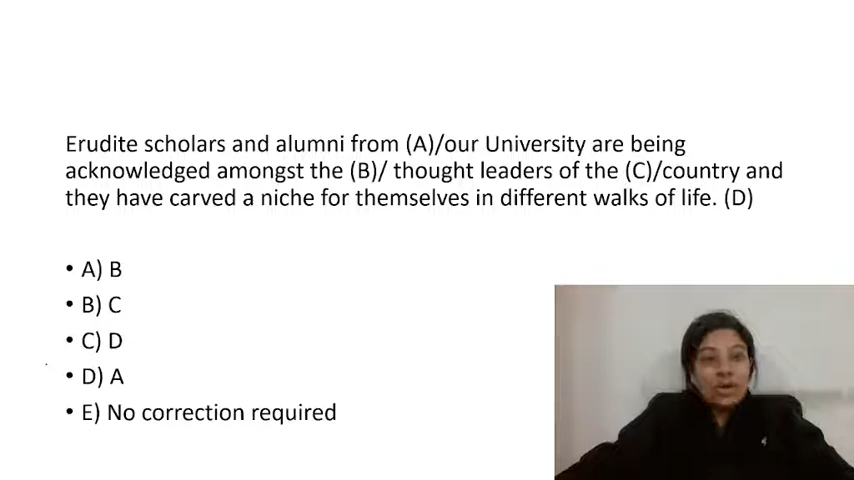 Erudite scholars and alumni from (A)/our University are being
acknowledged amongst the (B)/ thought leaders of the (C)/country and
they have carved a niche for themselves in different walks of life. (D)
• A) B
• B) C
• C) D
• D) A
• E) No correction required